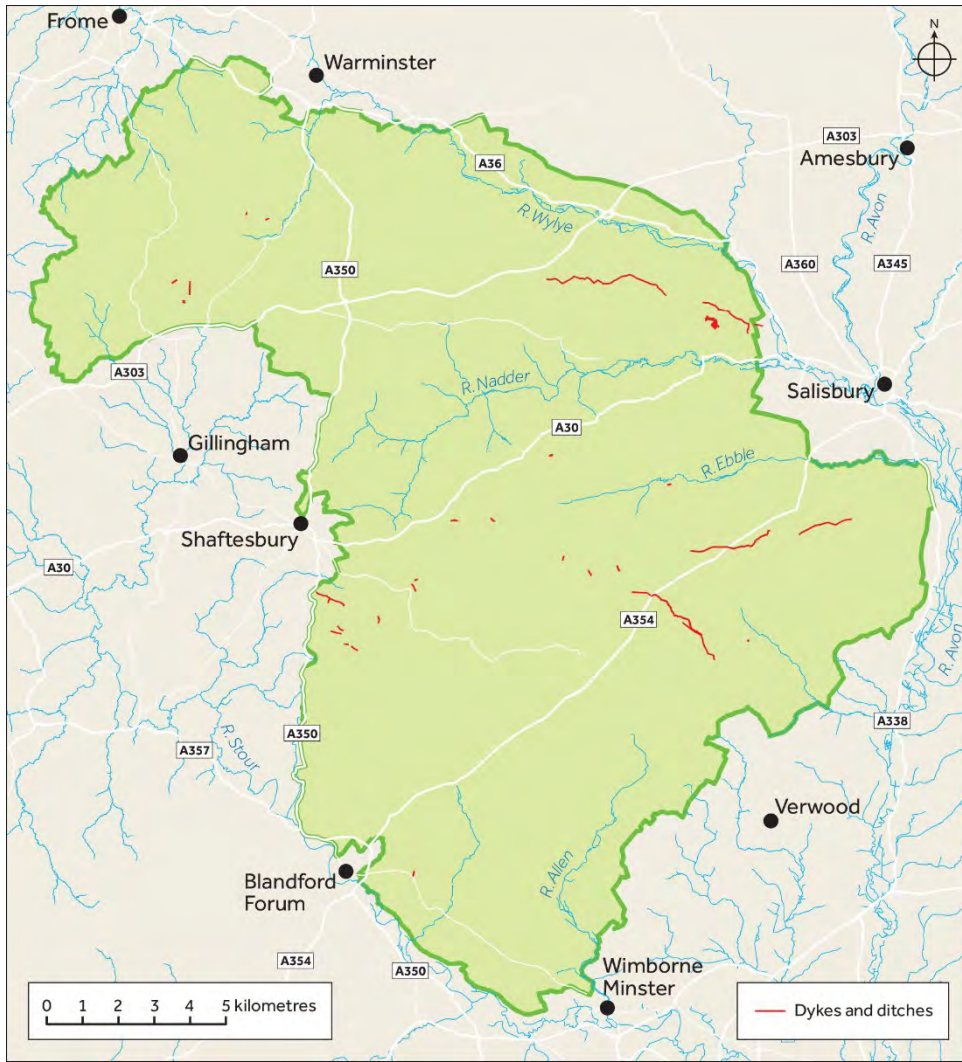 Frome
N
Warminster
A303
Amesbury
A36
R. Wylye
R. Avon
A350
A360
A345
A303
R. Nadder
Salisbury
A30
Gillingham
R. Ebble
Shaftesbury
A30
A354
R. Avon
A350
A338
R. Stour
A357
Verwood
R. Allen
Blandford
Forum
A354
A350
Wimborne
Minster
0 1 2 3 4 5 kilometres
Dykes and ditches